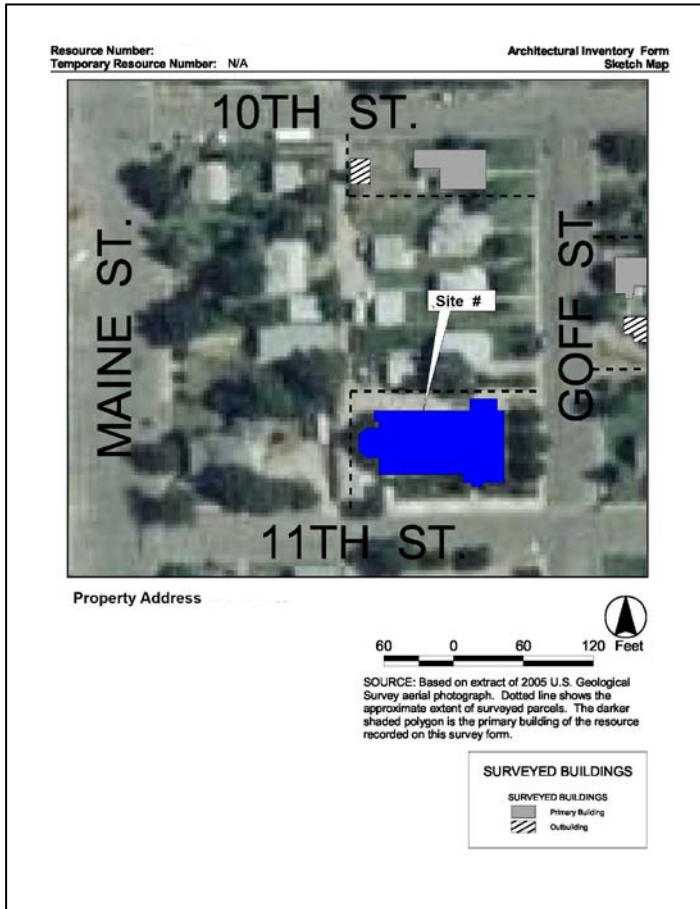 Resource Number:
Temporary Resource Number: N/A
Architectural Inventory Form
Sketch Map
10TH ST.
MAINE ST.
GOFF ST.
Site #
11TH ST.
Property Address
60 0 60 120 Feet
SOURCE: Based on extract of 2005 U.S. Geological
Survey aerial photograph. Dotted line shows the
approximate extent of surveyed parcels. The darker
shaded polygon is the primary building of the resource
recorded on this survey form.
SURVEYED BUILDINGS
SURVEYED BUILDINGS
Primary Building
Outbuilding